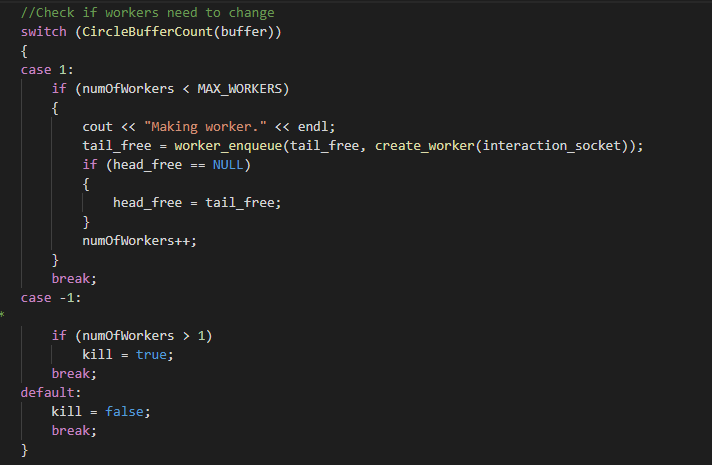 //Check if workers need to change
switch (CircleBufferCount(buffer))
{
case 1:
    if (numOfWorkers < MAX_WORKERS)
    {
        cout << "Making worker." << endl;
        tail_free = worker_enqueue(tail_free, create_worker(interaction_socket));
        if (head_free == NULL)
        {
            head_free = tail_free;
        }
        numOfWorkers++;
    }
    break;
case -1:
*
    if (numOfWorkers > 1)
        kill = true;
    break;
default:
    kill = false;
    break;
}